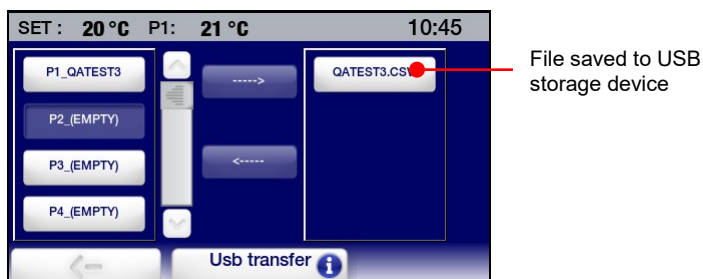 SET : 20 °C P1: 21 °C 10:45
P1_QATEST3
----->
QATEST3.CSV
File saved to USB
storage device
P2_(EMPTY)
P3_(EMPTY)
<-----
P4_(EMPTY)
Usb transfer i